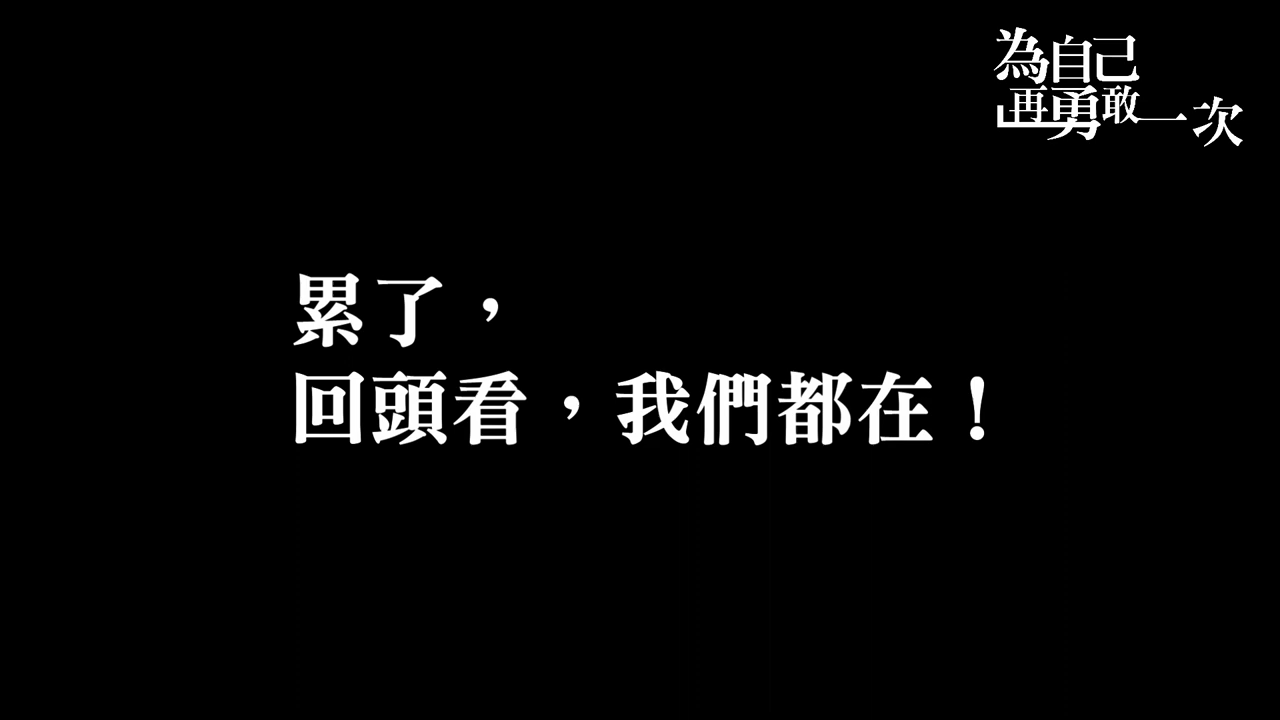 為自己
再勇敢一次
累了，
回頭看，我們都在！